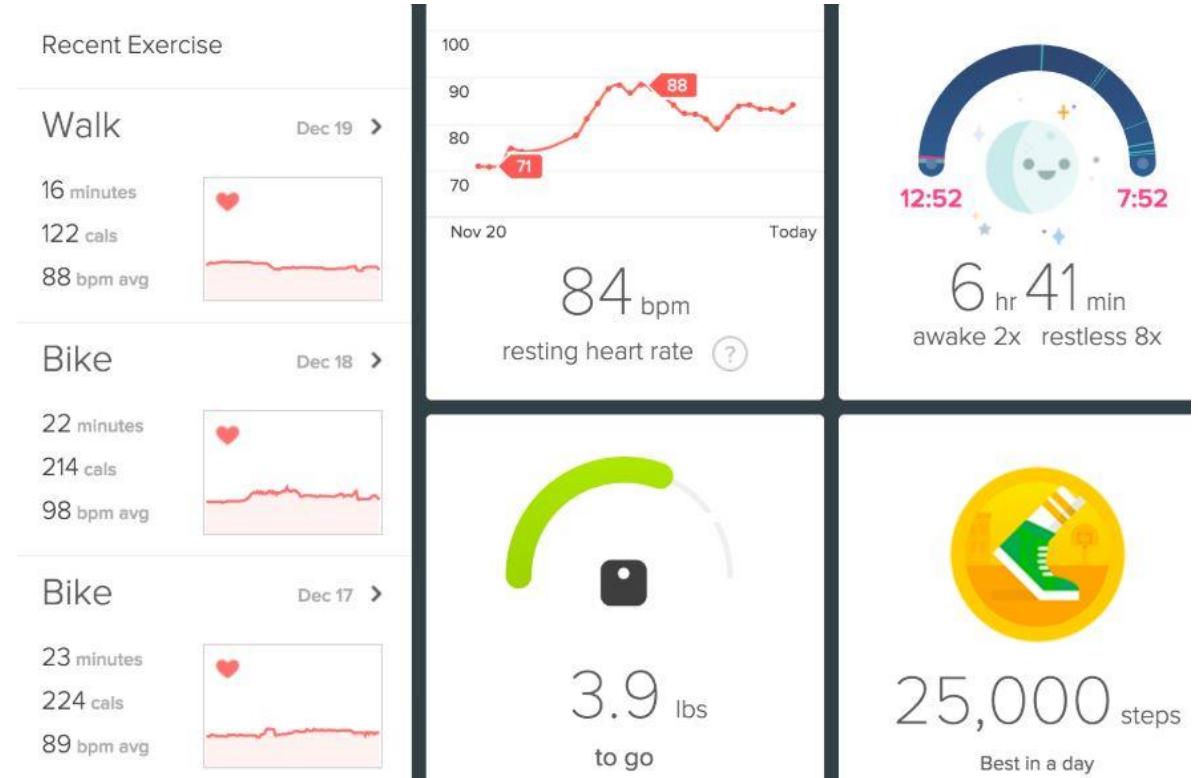 Recent Exercise
Walk Dec 19
16 minutes
122 cals
88 bpm avg
Bike Dec 18
22 minutes
214 cals
98 bpm avg
Bike Dec 17
23 minutes
224 cals
89 bpm avg
100
90
80
70
88
71
Nov 20 Today
84 bpm
resting heart rate ?
12:52 7:52
6 hr 41 min
awake 2x restless 8x
3.9 lbs
to go
25,000 steps
Best in a day